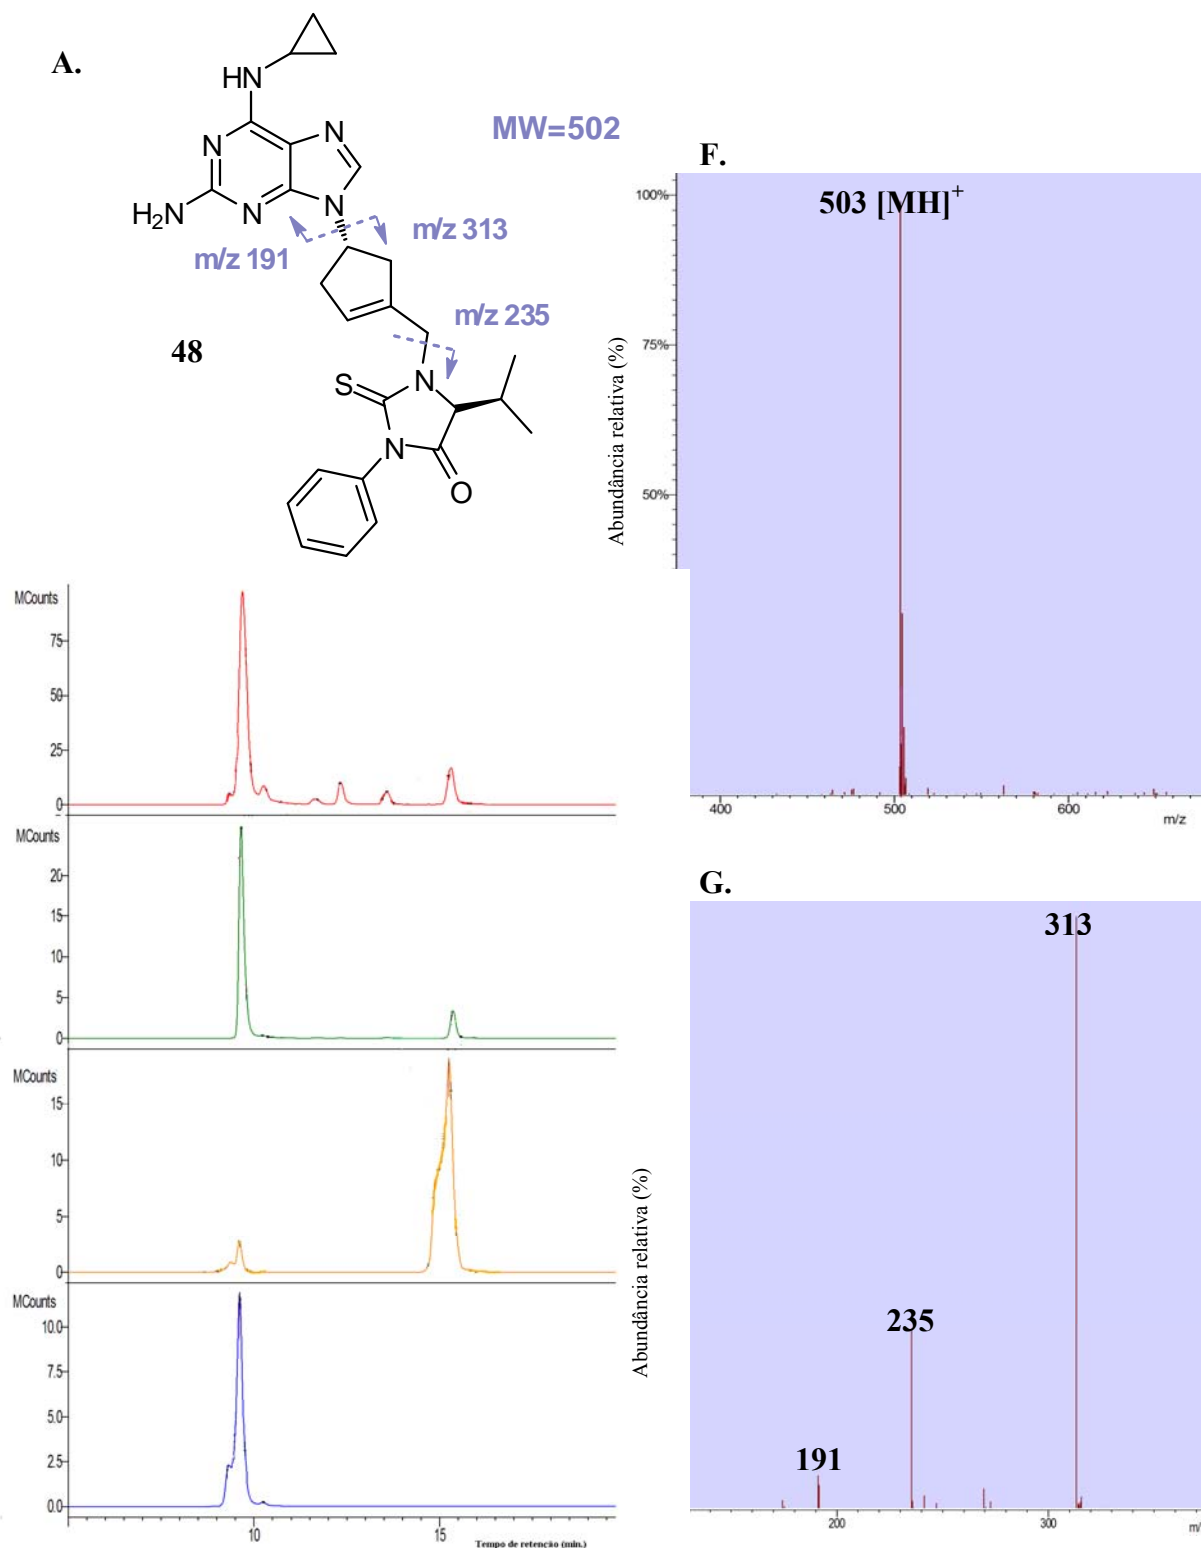 A.
HN
N
N
MW=502
H₂N
N
N
m/z 191
m/z 313
m/z 235
48
S
N
N
O
MCounts
75
50
25
0
MCounts
20
15
10
5
0
MCounts
15
10
5
0
MCounts
10.0
7.5
5.0
2.5
0.0
10
15
Tempo de retenção (min.)
F.
503 [MH]⁺
100%
75%
50%
Abundância relativa (%)
400
500
600
m/z
G.
313
235
191
Abundância relativa (%)
200
300
m/